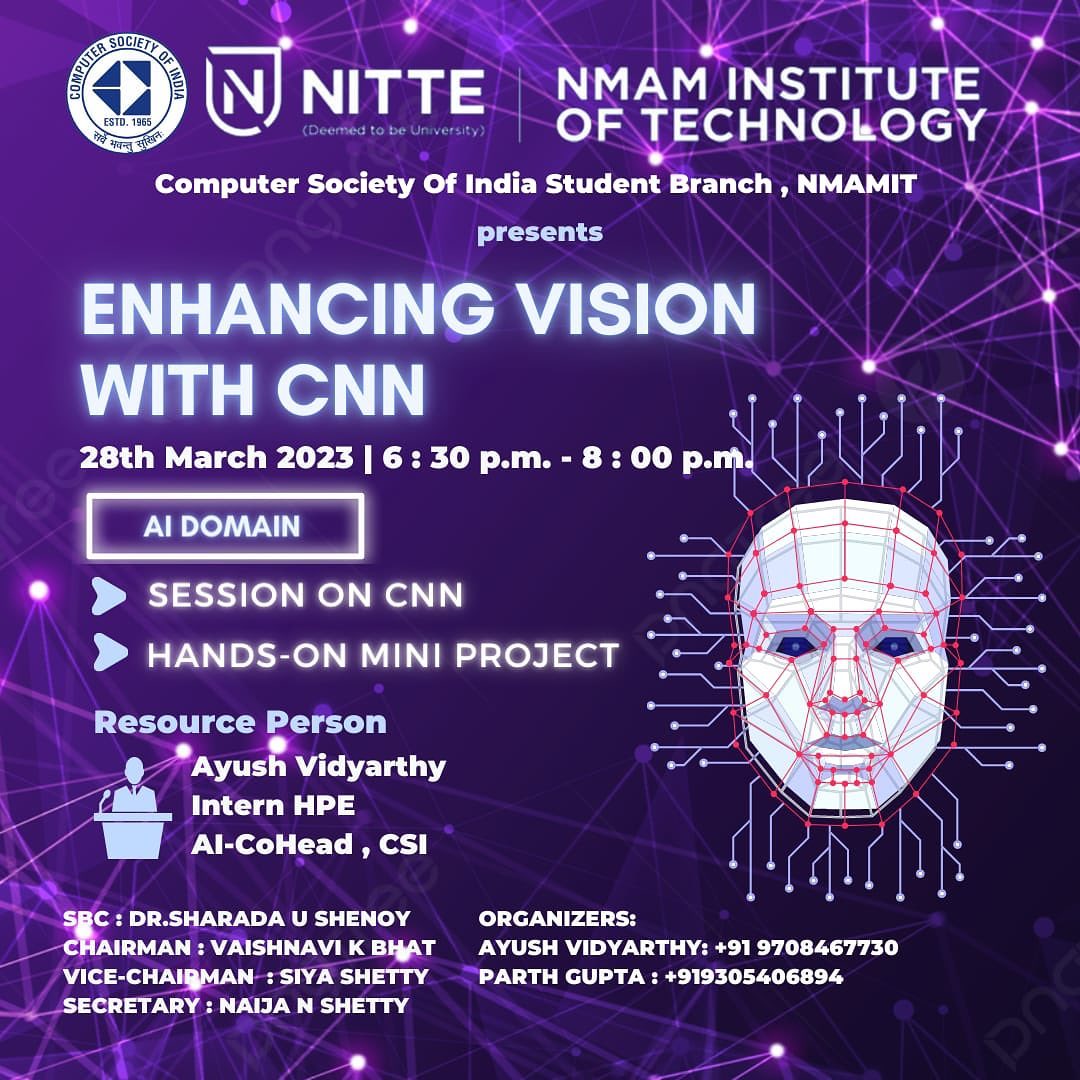 COMPUTER SOCIETY OF INDIA
ESTD. 1965
सर्वे भवन्तु सुखिनः
N NITTE
(Deemed to be University)
NMAM INSTITUTE
OF TECHNOLOGY
Computer Society Of India Student Branch , NMAMIT
presents
ENHANCING VISION
WITH CNN
28th March 2023 | 6 : 30 p.m. - 8 : 00 p.m.
AI DOMAIN
SESSION ON CNN
HANDS-ON MINI PROJECT
Resource Person
Ayush Vidyarthy
Intern HPE
AI-CoHead , CSI
SBC : DR.SHARADA U SHENOY
CHAIRMAN : VAISHNAVI K BHAT
VICE-CHAIRMAN : SIYA SHETTY
SECRETARY : NAIJA N SHETTY
ORGANIZERS:
AYUSH VIDYARTHY: +91 9708467730
PARTH GUPTA : +919305406894